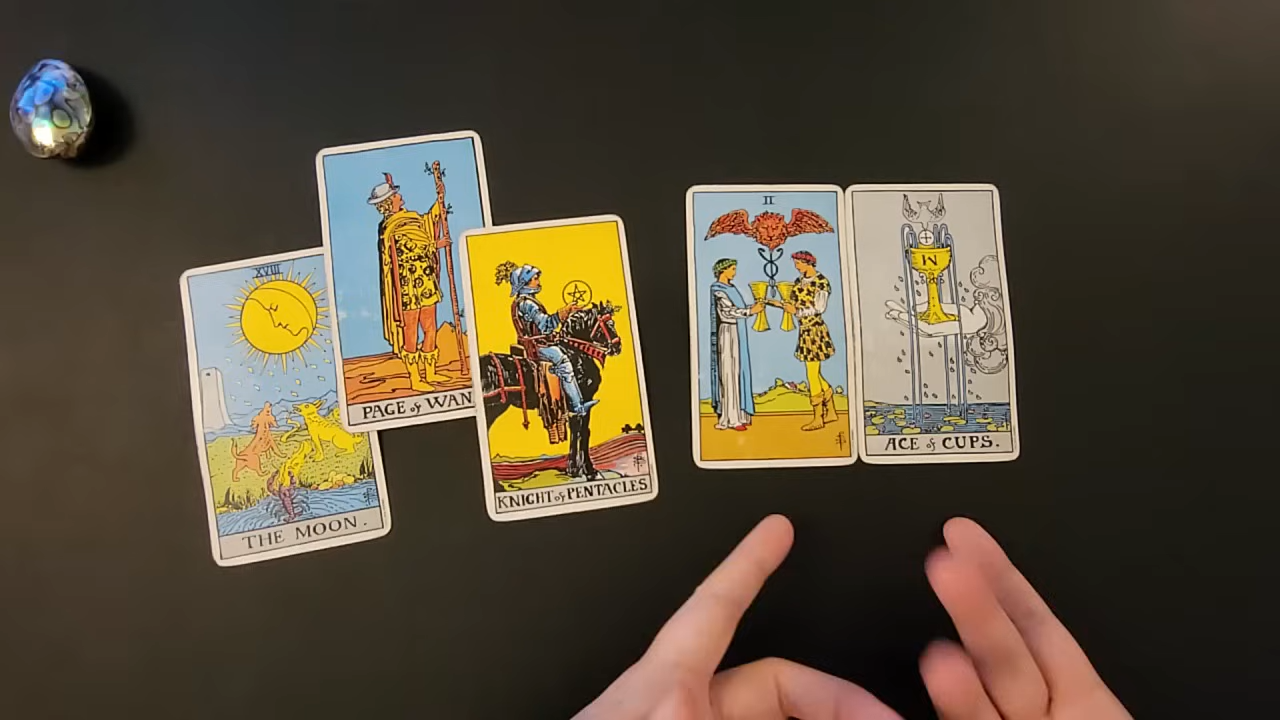 XVIII
THE MOON.
PAGE of WAN
KNIGHT of PENTACLES
II
ACE of CUPS.